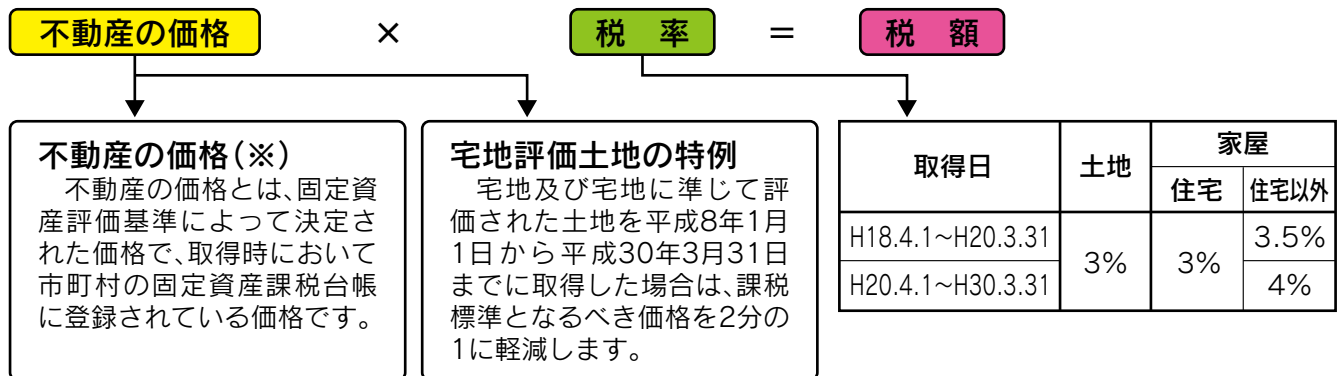 不動産の価格 × 税 率 = 税 額
不動産の価格(※)
不動産の価格とは、固定資
産評価基準によって決定さ
れた価格で、取得時において
市町村の固定資産課税台帳
に登録されている価格です。
宅地評価土地の特例
宅地及び宅地に準じて評
価された土地を平成8年1月
1日から平成30年3月31日
までに取得した場合は、課税
標準となるべき価格を2分の
1に軽減します。
取得日 土地 家屋
住宅 住宅以外
H18.4.1~H20.3.31 3% 3% 3.5%
H20.4.1~H30.3.31 4%